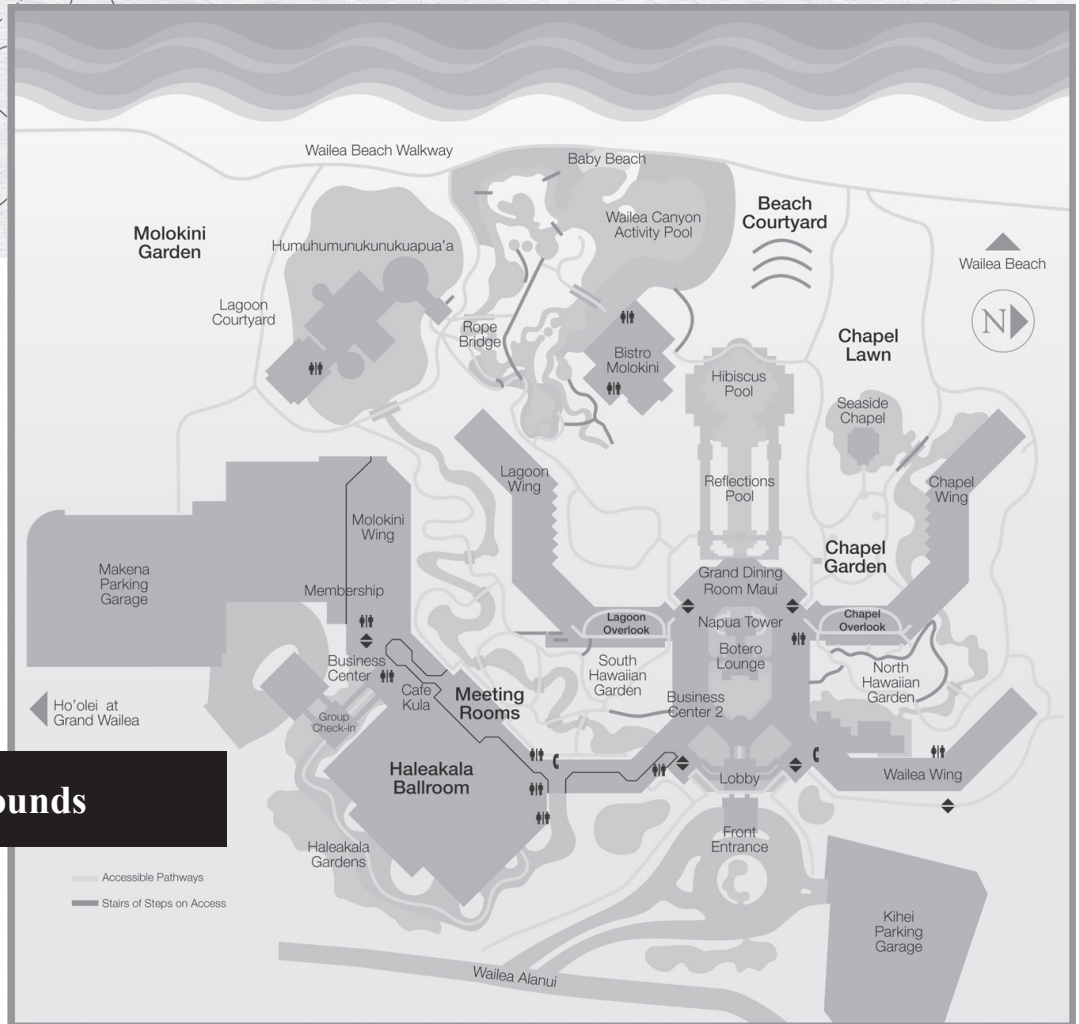 Wailea Beach Walkway
Baby Beach
Molokini
Garden
Humuhumunukunukuapua'a
Wailea Canyon
Activity Pool
Beach
Courtyard
Wailea Beach
N
Lagoon
Courtyard
Rope
Bridge
Bistro
Molokini
Hibiscus
Pool
Chapel
Lawn
Seaside
Chapel
Lagoon
Wing
Reflections
Pool
Chapel
Wing
Molokini
Wing
Makena
Parking
Garage
Membership
Grand Dining
Room Maui
Chapel
Garden
Lagoon
Overlook
Napua Tower
Chapel
Overlook
Botero
Lounge
Business
Center
South
Hawaiian
Garden
North
Hawaiian
Garden
Cafe
Kula
Meeting
Rooms
Business
Center 2
Ho'olei at
Grand Wailea
Group
Check-in
Haleakala
Ballroom
Lobby
Wailea Wing
ounds
Front
Entrance
Haleakala
Gardens
Accessible Pathways
Stairs of Steps on Access
Kihei
Parking
Garage
Wailea Alanui